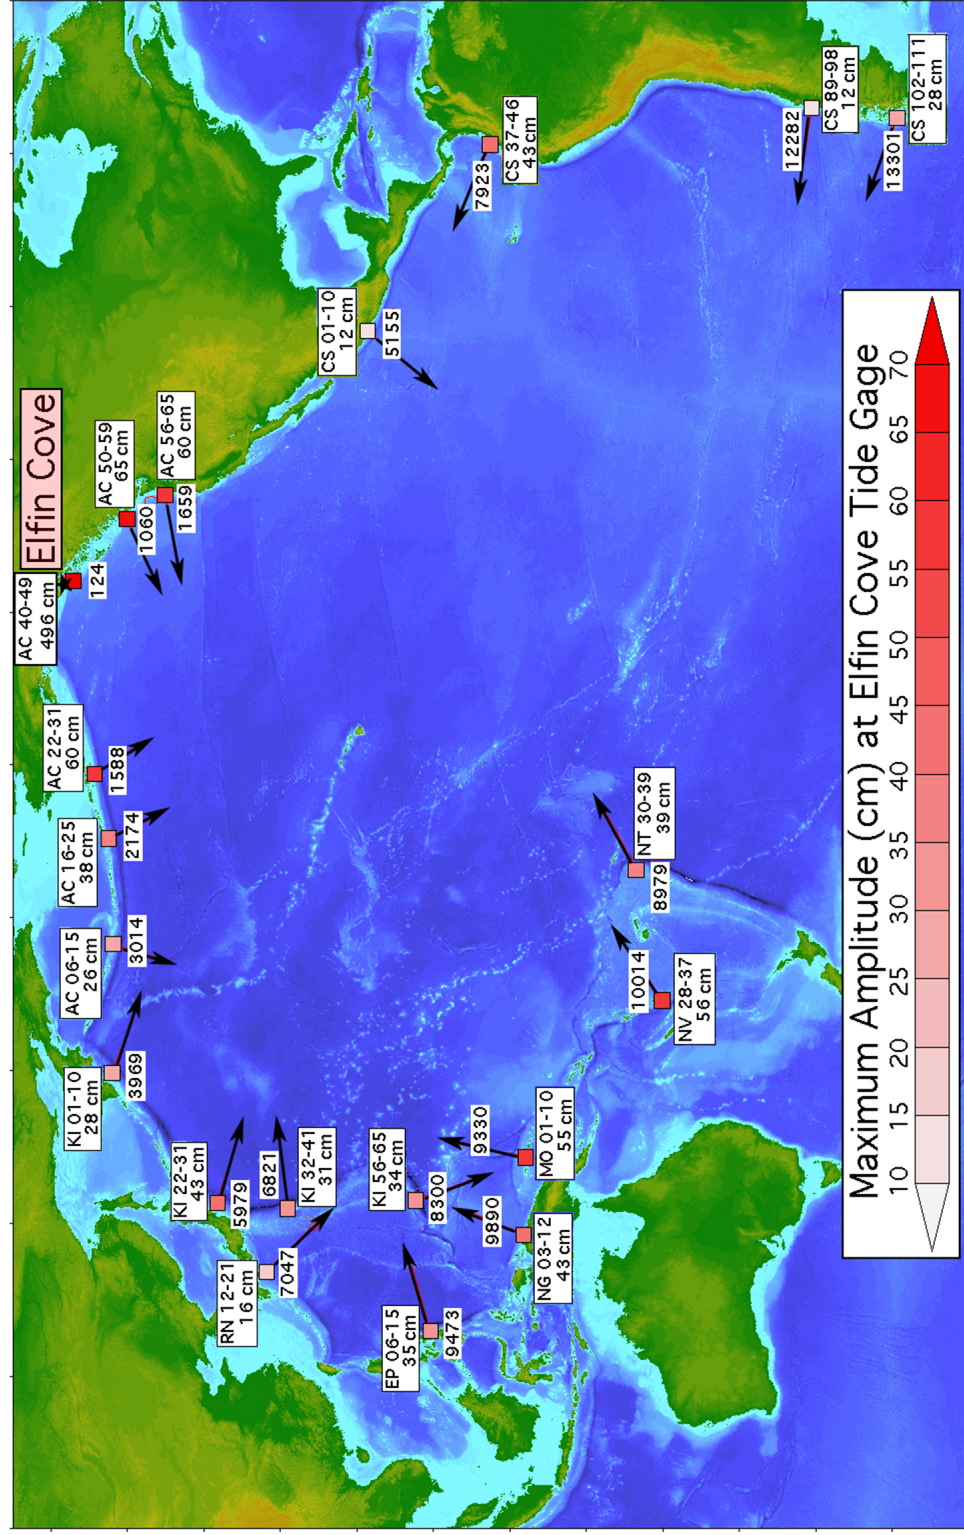 Elfin Cove
AC 40-49
496 cm
124
AC 50-59
65 cm
1060
AC 56-65
60 cm
1659
AC 22-31
60 cm
1588
AC 16-25
38 cm
2174
AC 06-15
26 cm
3014
KI 01-10
28 cm
3969
KI 22-31
43 cm
5979
6821
KI 32-41
31 cm
RN 12-21
16 cm
7047
KI 56-65
34 cm
8300
EP 06-15
35 cm
9473
9890
NG 03-12
43 cm
9330
MO 01-10
55 cm
10014
NV 28-37
56 cm
NT 30-39
39 cm
8979
CS 01-10
12 cm
5155
7923
CS 37-46
43 cm
12282
CS 89-98
12 cm
13301
CS 102-111
28 cm
Maximum Amplitude (cm) at Elfin Cove Tide Gage
10 15 20 25 30 35 40 45 50 55 60 65 70